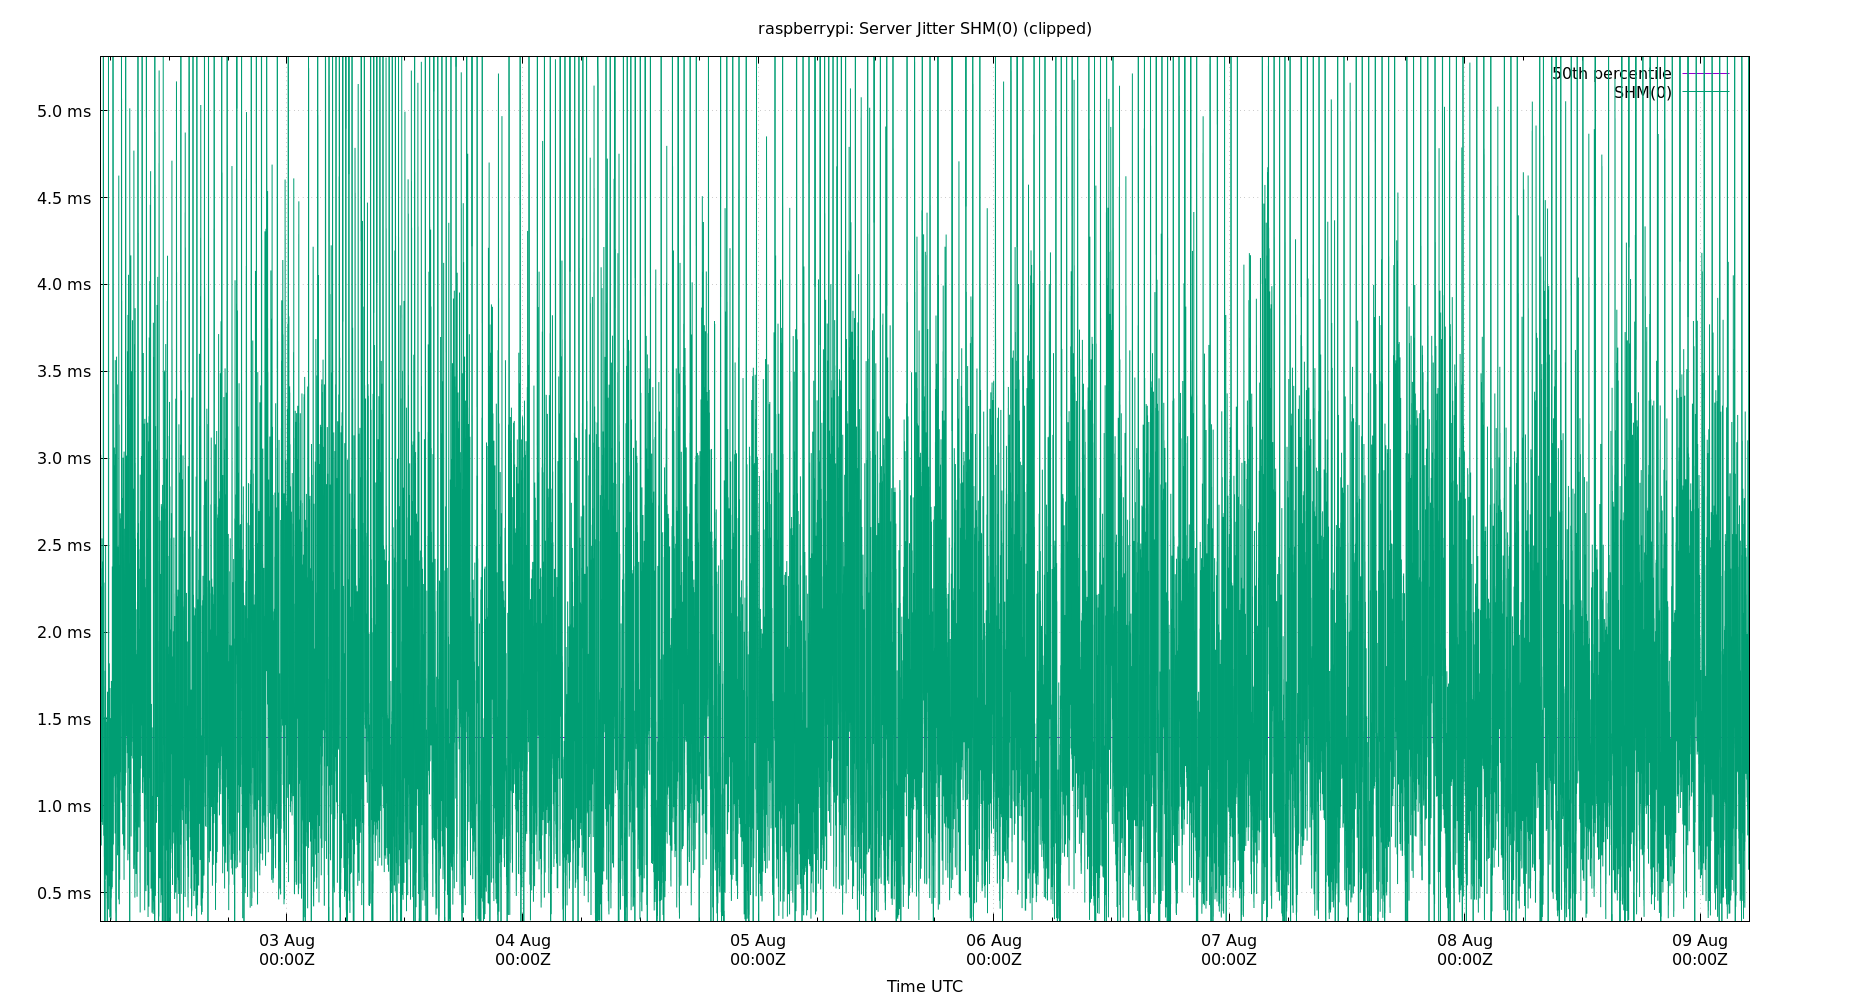 raspberrypi: Server Jitter SHM(0) (clipped)
50th percentile
SHM(0)
5.0 ms
4.5 ms
4.0 ms
3.5 ms
3.0 ms
2.5 ms
2.0 ms
1.5 ms
1.0 ms
0.5 ms
03 Aug 04 Aug 05 Aug 06 Aug 07 Aug 08 Aug 09 Aug
00:00Z 00:00Z 00:00Z 00:00Z 00:00Z 00:00Z 00:00Z
Time UTC